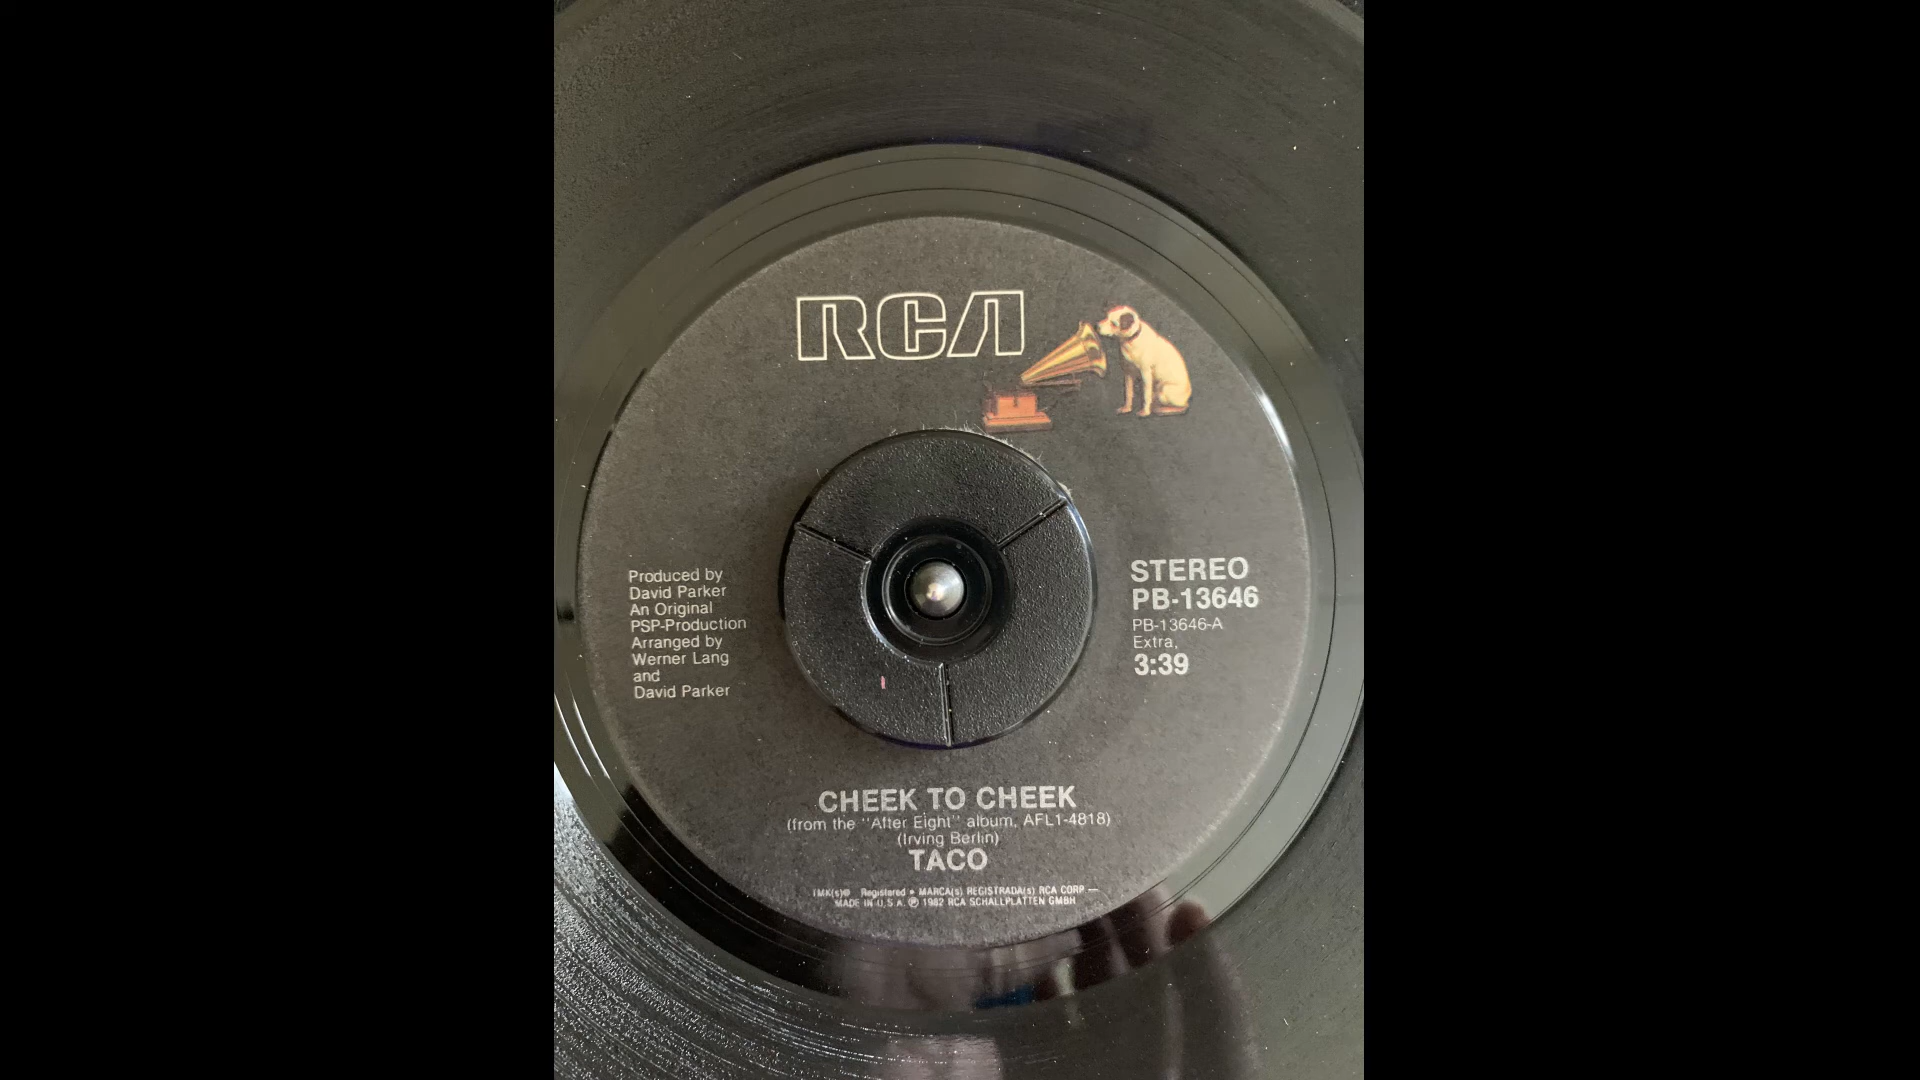 RCA
Produced by
David Parker
An Original
PSP-Production
Arranged by
Werner Lang
and
David Parker
STEREO
PB-13646
PB-13646-A
Extra,
3:39
CHEEK TO CHEEK
(from the "After Eight" album, AFL1-4818)
(Irving Berlin)
TACO
TMK(s)® Registered • MARCA(s) REGISTRADA(s) RCA CORP —
MADE IN U.S.A. ℗ 1982 RCA SCHALLPLATTEN GMBH